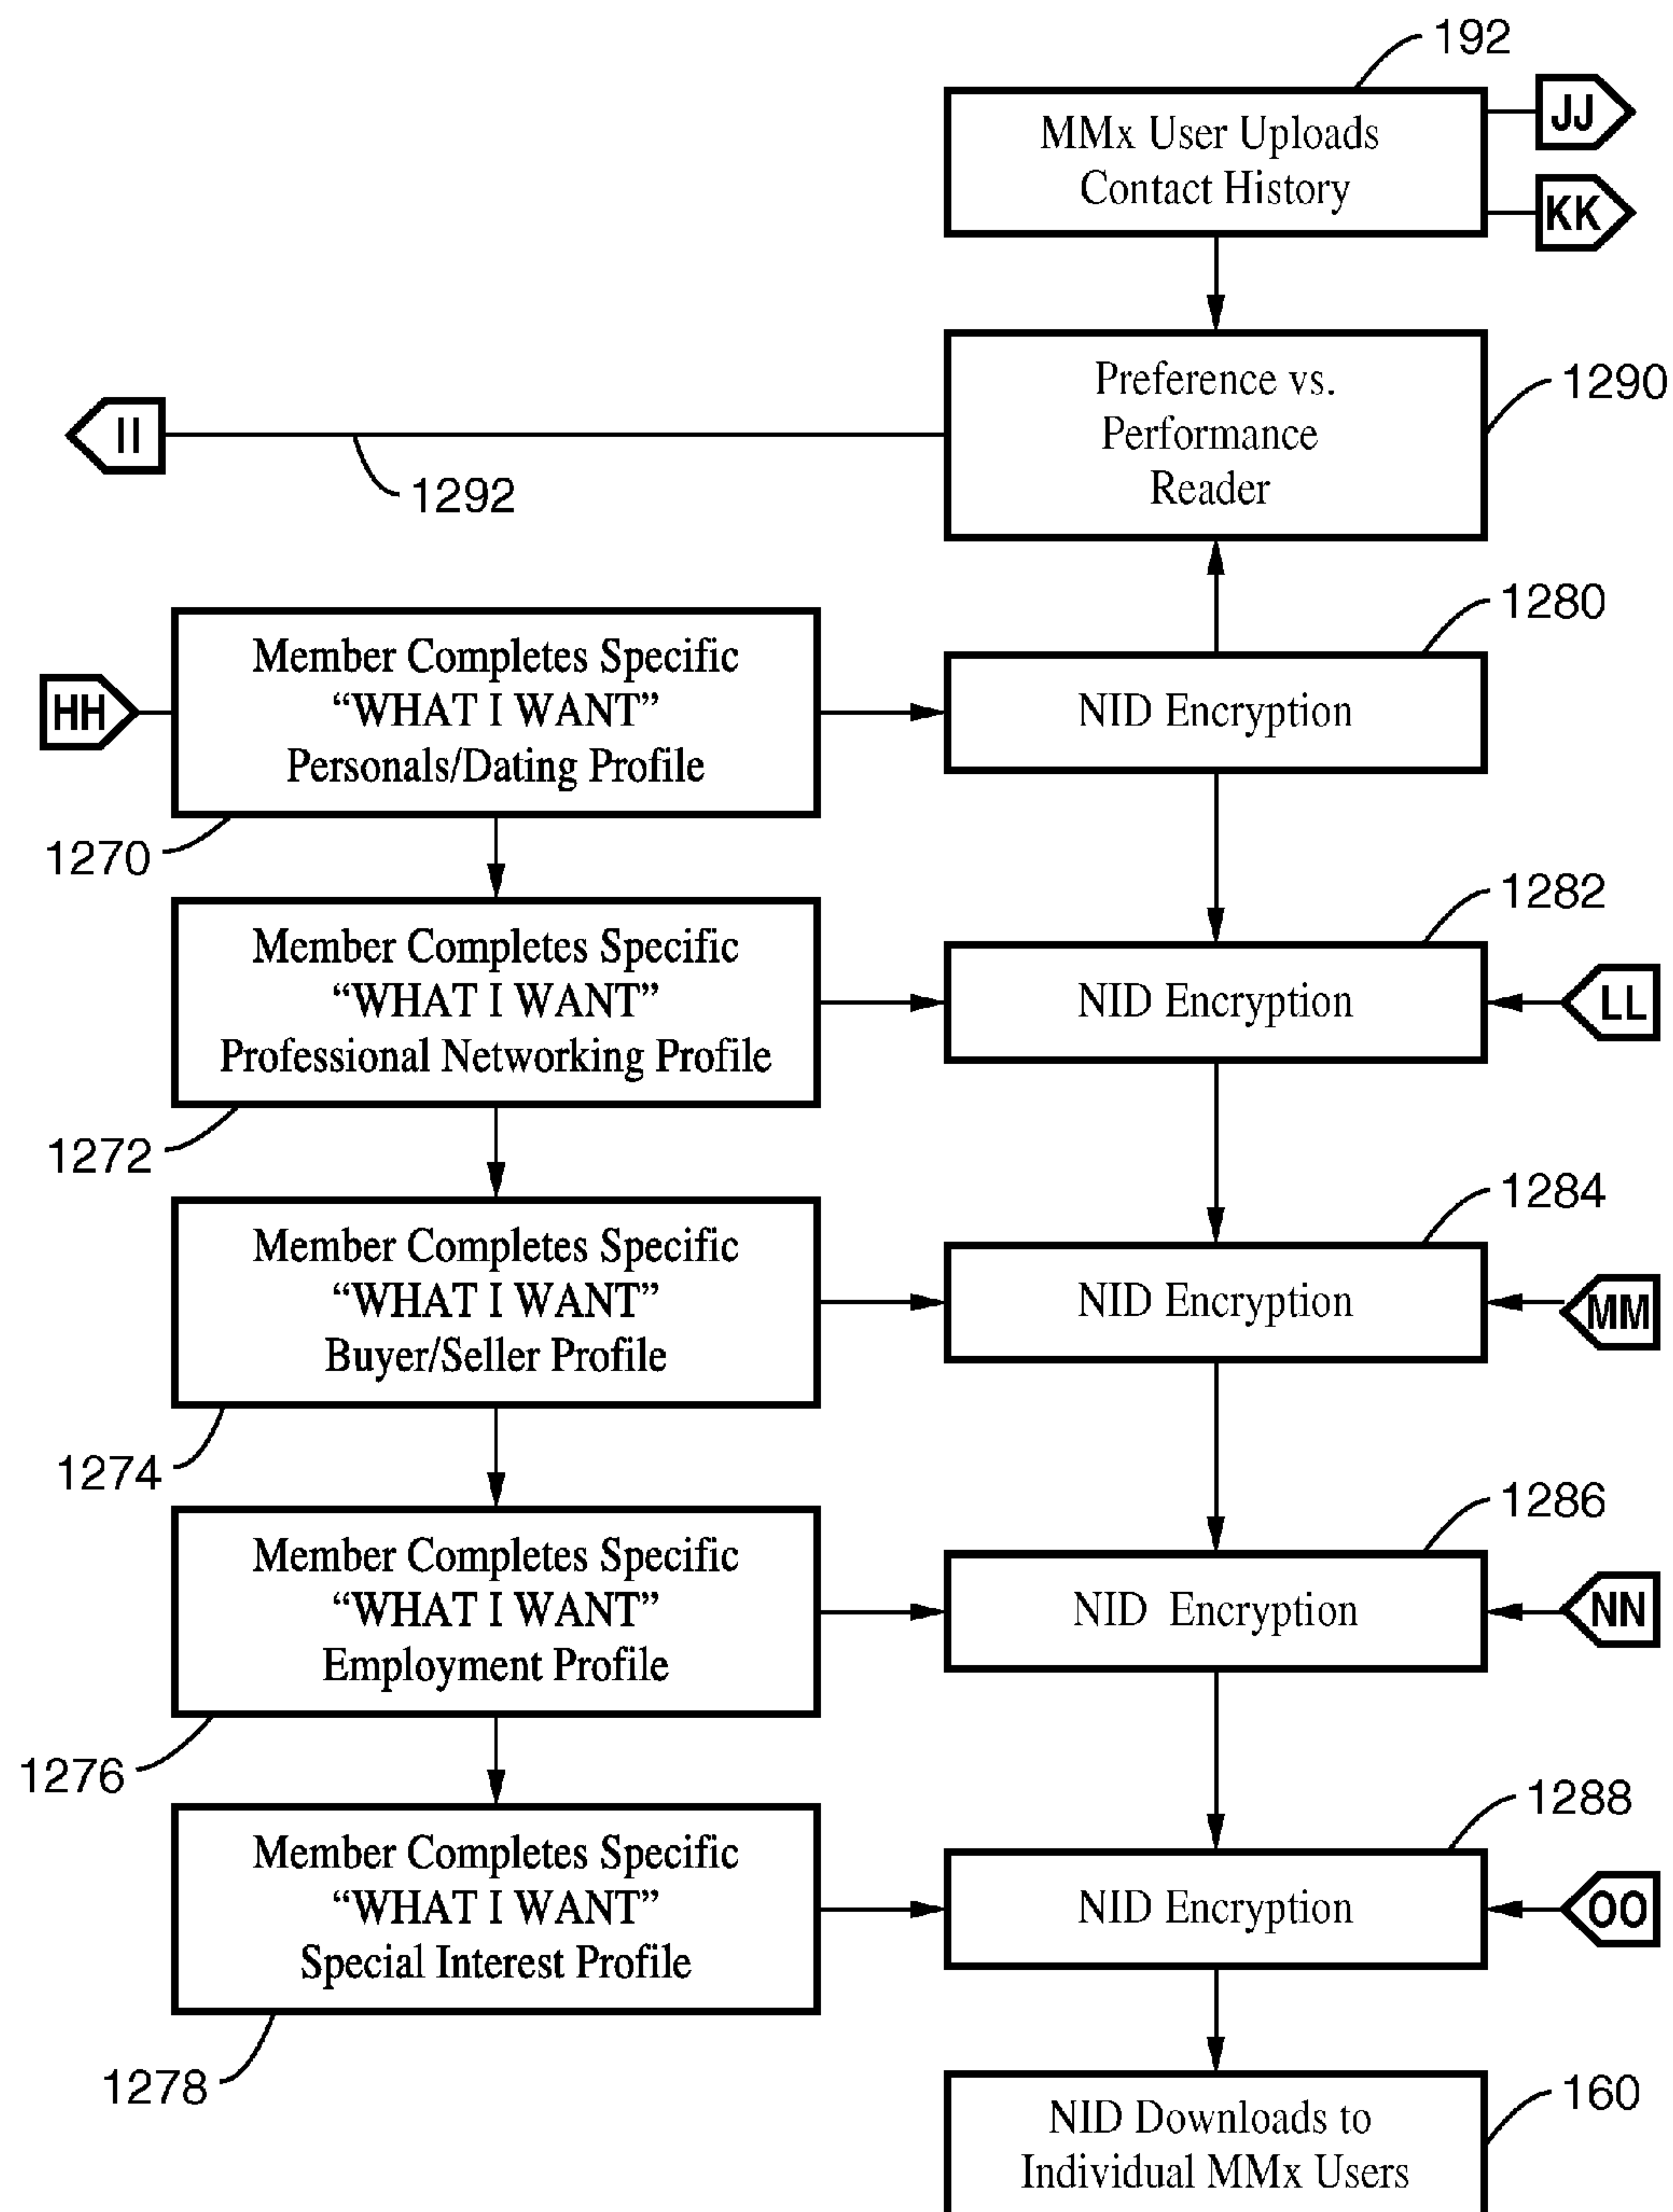 192
MMx User Uploads
Contact History
JJ
KK
Preference vs.
Performance
Reader
1290
II
1292
1280
Member Completes Specific
“WHAT I WANT”
Personals/Dating Profile
HH
NID Encryption
1270
1282
Member Completes Specific
“WHAT I WANT”
Professional Networking Profile
NID Encryption
LL
1272
1284
Member Completes Specific
“WHAT I WANT”
Buyer/Seller Profile
NID Encryption
MM
1274
1286
Member Completes Specific
“WHAT I WANT”
Employment Profile
NID Encryption
NN
1276
1288
Member Completes Specific
“WHAT I WANT”
Special Interest Profile
NID Encryption
OO
1278
160
NID Downloads to
Individual MMx Users